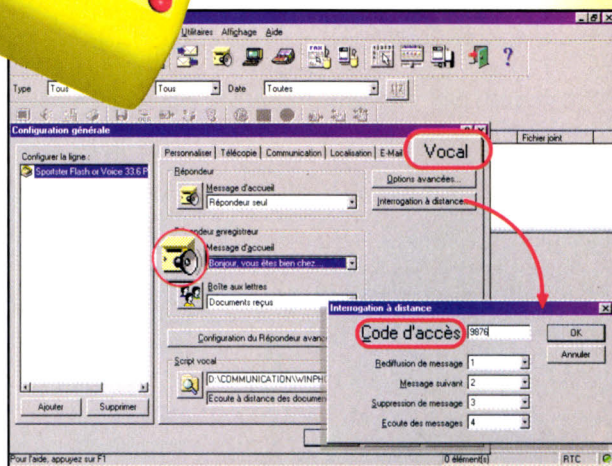 Utilitaires Affichage Aide
Type Tous Tous Date Toutes
Configuration générale
Fichier joint
Configurer la ligne :
Sportster Flash or Voice 33.6 F
Personnaliser Télécopie Communication Localisation E-Mail Vocal
Répondeur
Message d'accueil
Répondeur seul
Options avancées...
Interrogation à distance...
enregistreur
Message d'accueil
Bonjour, vous êtes bien chez...
Boîte aux lettres
Documents reçus
Configuration du Répondeur
Script vocal
D:\COMMUNICATION\WINPH
Ecoute à distance des
Ajouter Supprimer
Interrogation à distance
Code d'accès 9876
OK
Annuler
Rediffusion de message 1
Message suivant 2
Suppression de message 3
Ecoute des messages 4
Pour l'aide, appuyez sur F1
0 élément(s)
RTC